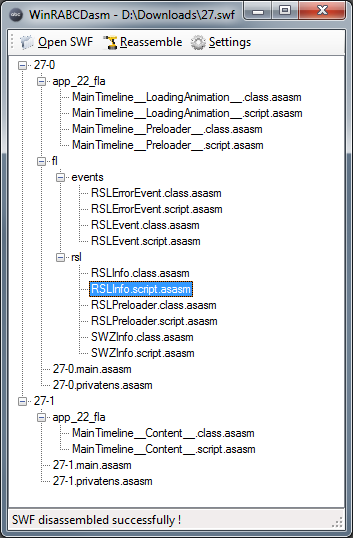 abc WinRABCDasm - D:\Downloads\27.swf
Open SWF Reassemble Settings
27-0
app_22_fla
MainTimeline__LoadingAnimation__.class.asasm
MainTimeline__LoadingAnimation__.script.asasm
MainTimeline__Preloader__.class.asasm
MainTimeline__Preloader__.script.asasm
fl
events
RSLErrorEvent.class.asasm
RSLErrorEvent.script.asasm
RSLEvent.class.asasm
RSLEvent.script.asasm
rsl
RSLInfo.class.asasm
RSLInfo.script.asasm
RSLPreloader.class.asasm
RSLPreloader.script.asasm
SWZInfo.class.asasm
SWZInfo.script.asasm
27-0.main.asasm
27-0.privatens.asasm
27-1
app_22_fla
MainTimeline__Content__.class.asasm
MainTimeline__Content__.script.asasm
27-1.main.asasm
27-1.privatens.asasm
SWF disassembled successfully !